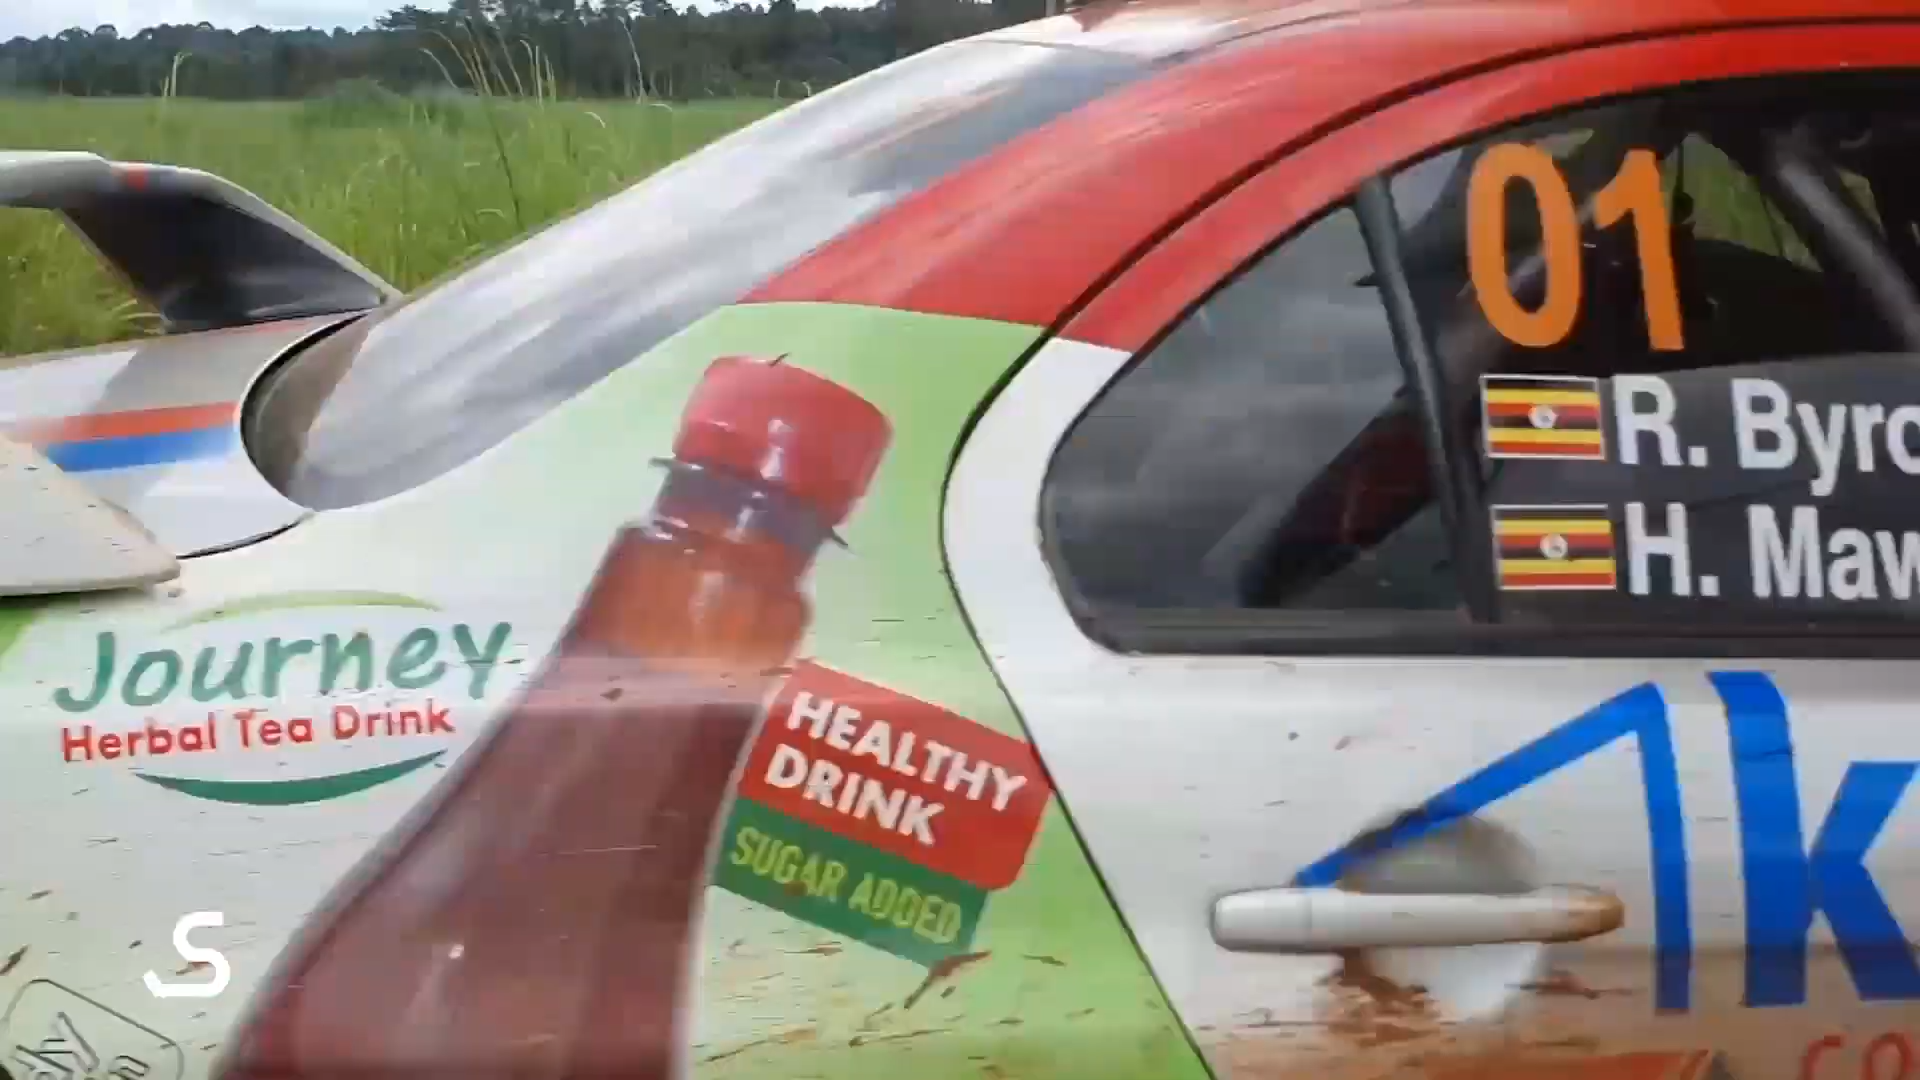 01
R. Byro
H. Maw
Journey
Herbal Tea Drink
HEALTHY
DRINK
SUGAR ADDED
S